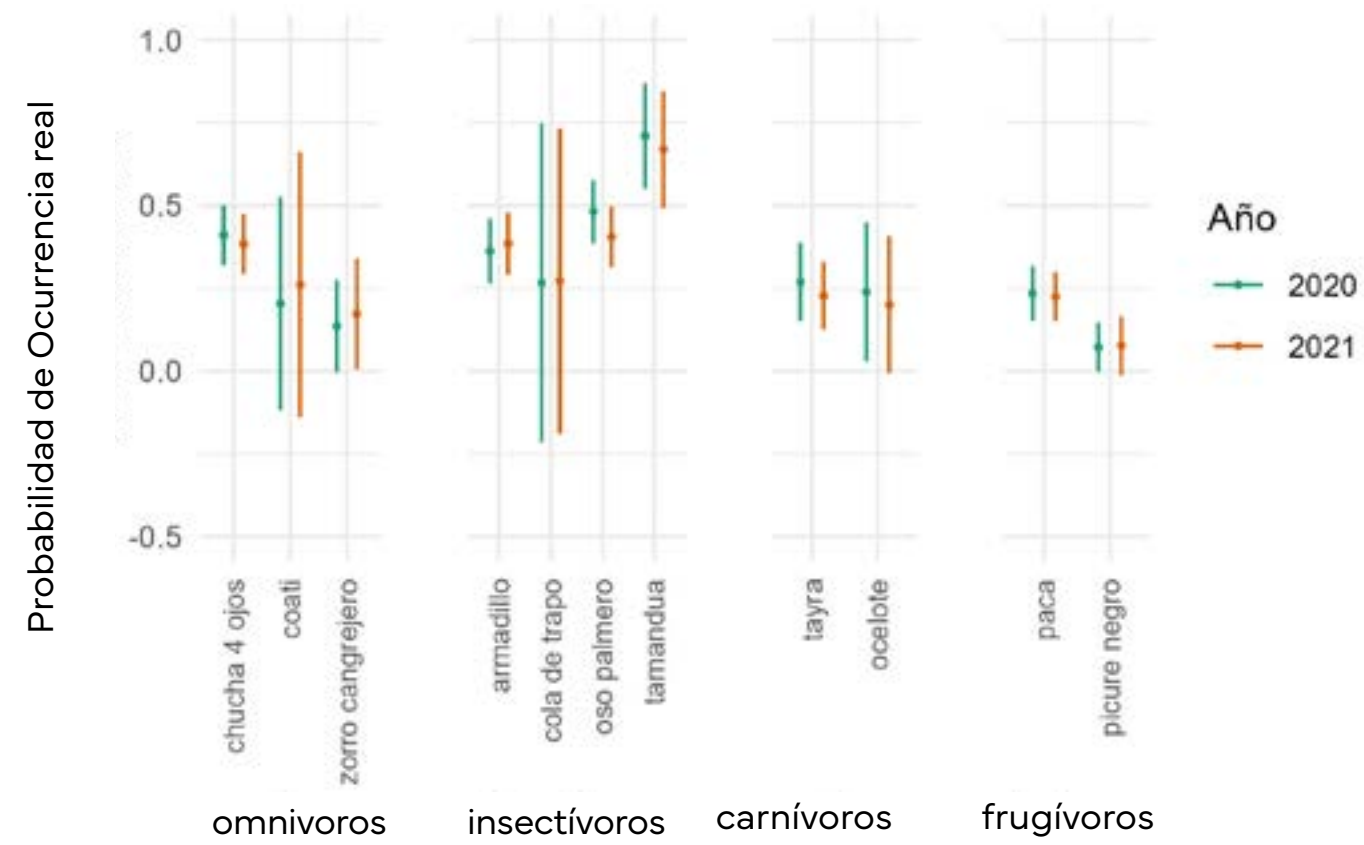 Probabilidad de Ocurrencia real
1.0
0.5
0.0
-0.5
chucha 4 ojos
coati
zorro cangrejero
armadillo
cola de trapo
oso palmero
tamandua
tayra
ocelote
paca
picure negro
omnivoros
insectívoros
carnívoros
frugívoros
Año
2020
2021